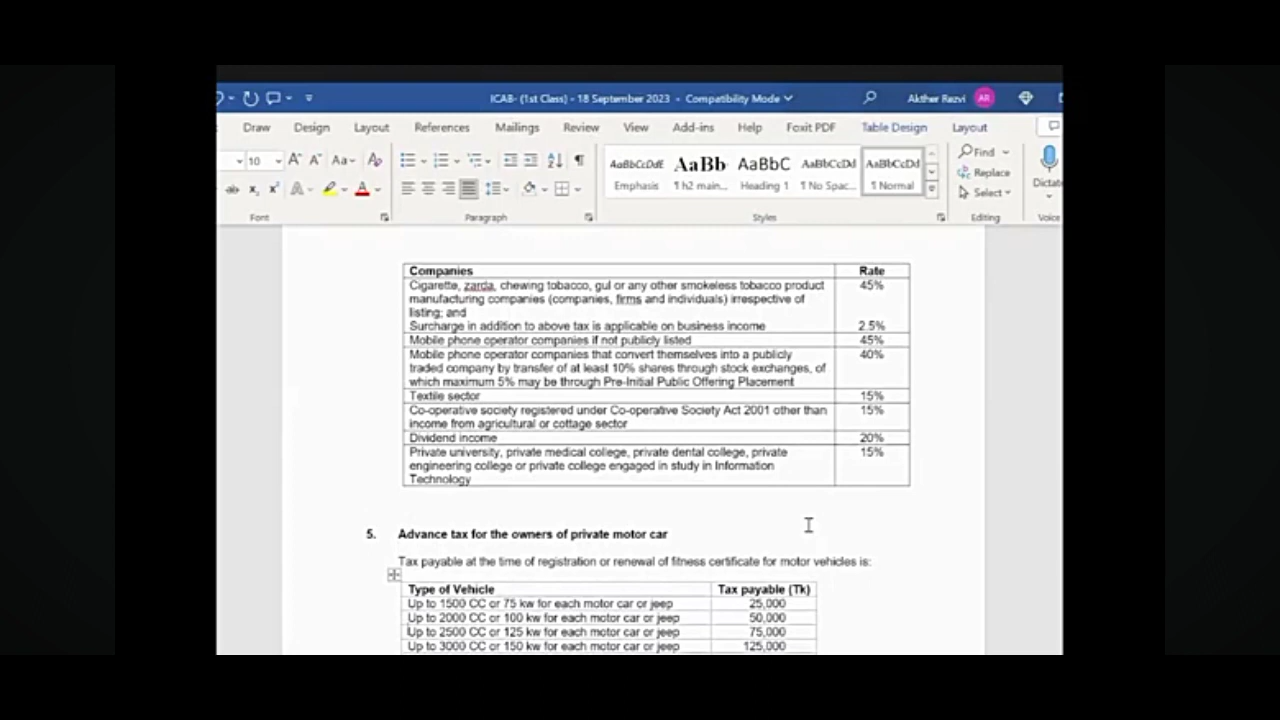 ICAB- (1st Class) - 18 September 2023 - Compatibility Mode
Akther Razvi AR
Draw Design Layout References Mailings Review View Add-ins Help Foxit PDF Table Design Layout
10 Aa
Find
Replace
Select
Dictate
AaBbCcDdE AaBb AaBbC AaBbCcDd AaBbCcDd
Emphasis ¶ h2 main... Heading 1 ¶ No Spac... ¶ Normal
Font Paragraph Styles Editing Voice
Companies Rate
Cigarette, zarda, chewing tobacco, gul or any other smokeless tobacco product 45%
manufacturing companies (companies, firms and individuals) irrespective of
listing; and
Surcharge in addition to above tax is applicable on business income 2.5%
Mobile phone operator companies if not publicly listed 45%
Mobile phone operator companies that convert themselves into a publicly 40%
traded company by transfer of at least 10% shares through stock exchanges, of
which maximum 5% may be through Pre-Initial Public Offering Placement
Textile sector 15%
Co-operative society registered under Co-operative Society Act 2001 other than 15%
income from agricultural or cottage sector
Dividend income 20%
Private university, private medical college, private dental college, private 15%
engineering college or private college engaged in study in Information
Technology
5. Advance tax for the owners of private motor car
Tax payable at the time of registration or renewal of fitness certificate for motor vehicles is:
Type of Vehicle Tax payable (Tk)
Up to 1500 CC or 75 kw for each motor car or jeep 25,000
Up to 2000 CC or 100 kw for each motor car or jeep 50,000
Up to 2500 CC or 125 kw for each motor car or jeep 75,000
Up to 3000 CC or 150 kw for each motor car or jeep 125,000